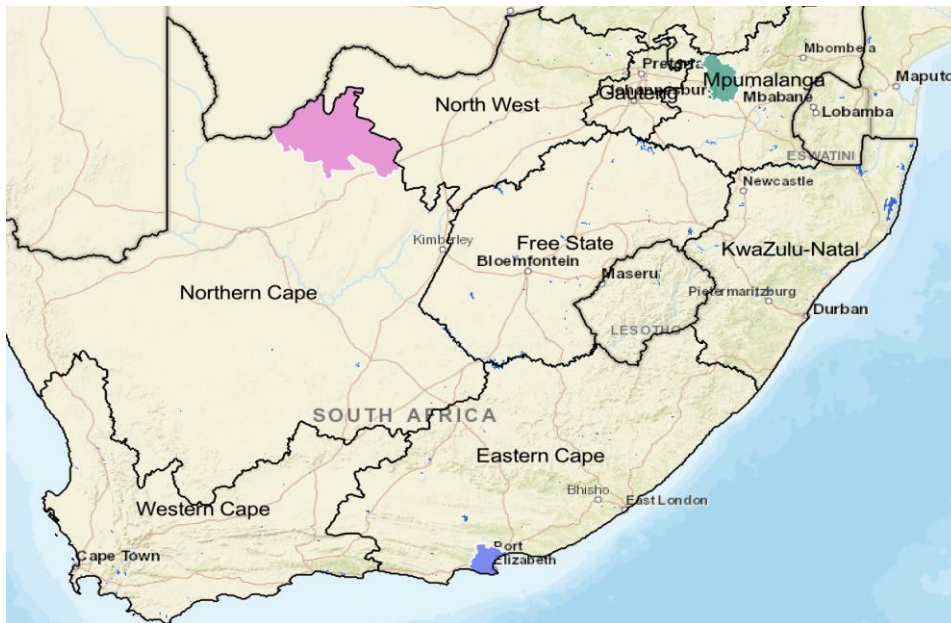 Mbombela
Pretoria
Mpumalanga
Maputo
Johannesburg
Gauteng
Mbabane
North West
Lobamba
ESWATINI
Newcastle
Kimberley
Free State
KwaZulu-Natal
Bloemfontein
Maseru
Northern Cape
Pietermaritzburg
Durban
LESOTHO
SOUTH AFRICA
Eastern Cape
Bhisho
East London
Western Cape
Port
Elizabeth
Cape Town